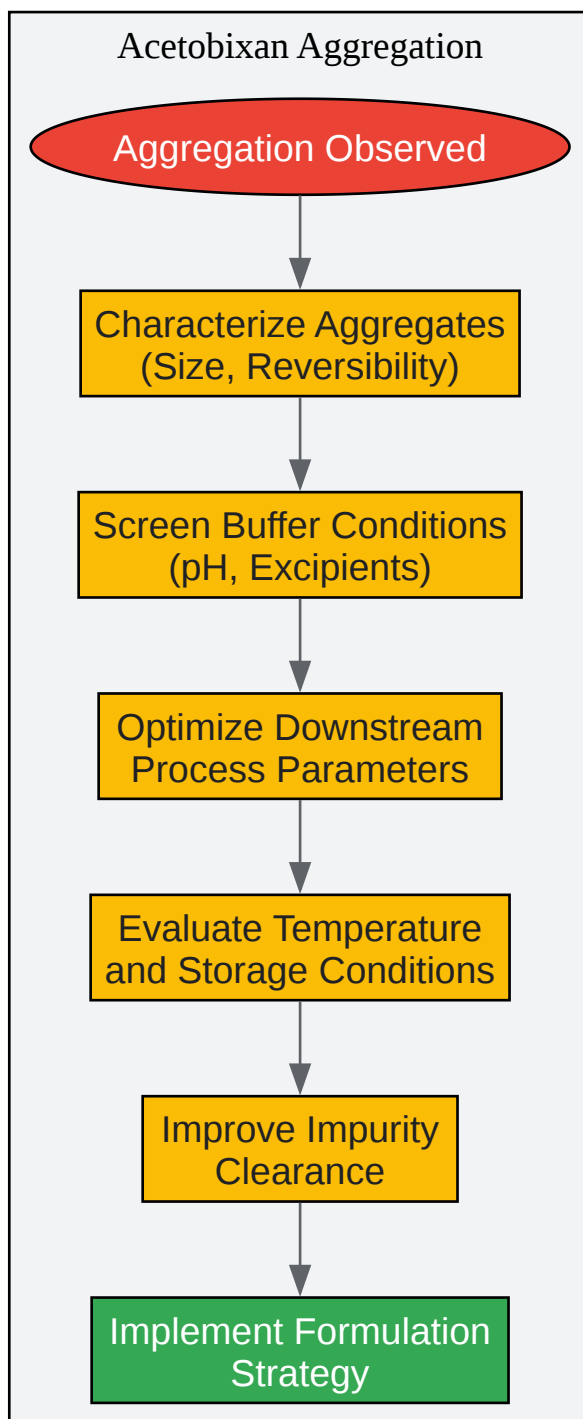 Acetobixan Aggregation
Aggregation Observed
Characterize Aggregates
(Size, Reversibility)
Screen Buffer Conditions
(pH, Excipients)
Optimize Downstream
Process Parameters
Evaluate Temperature
and Storage Conditions
Improve Impurity
Clearance
Implement Formulation
Strategy